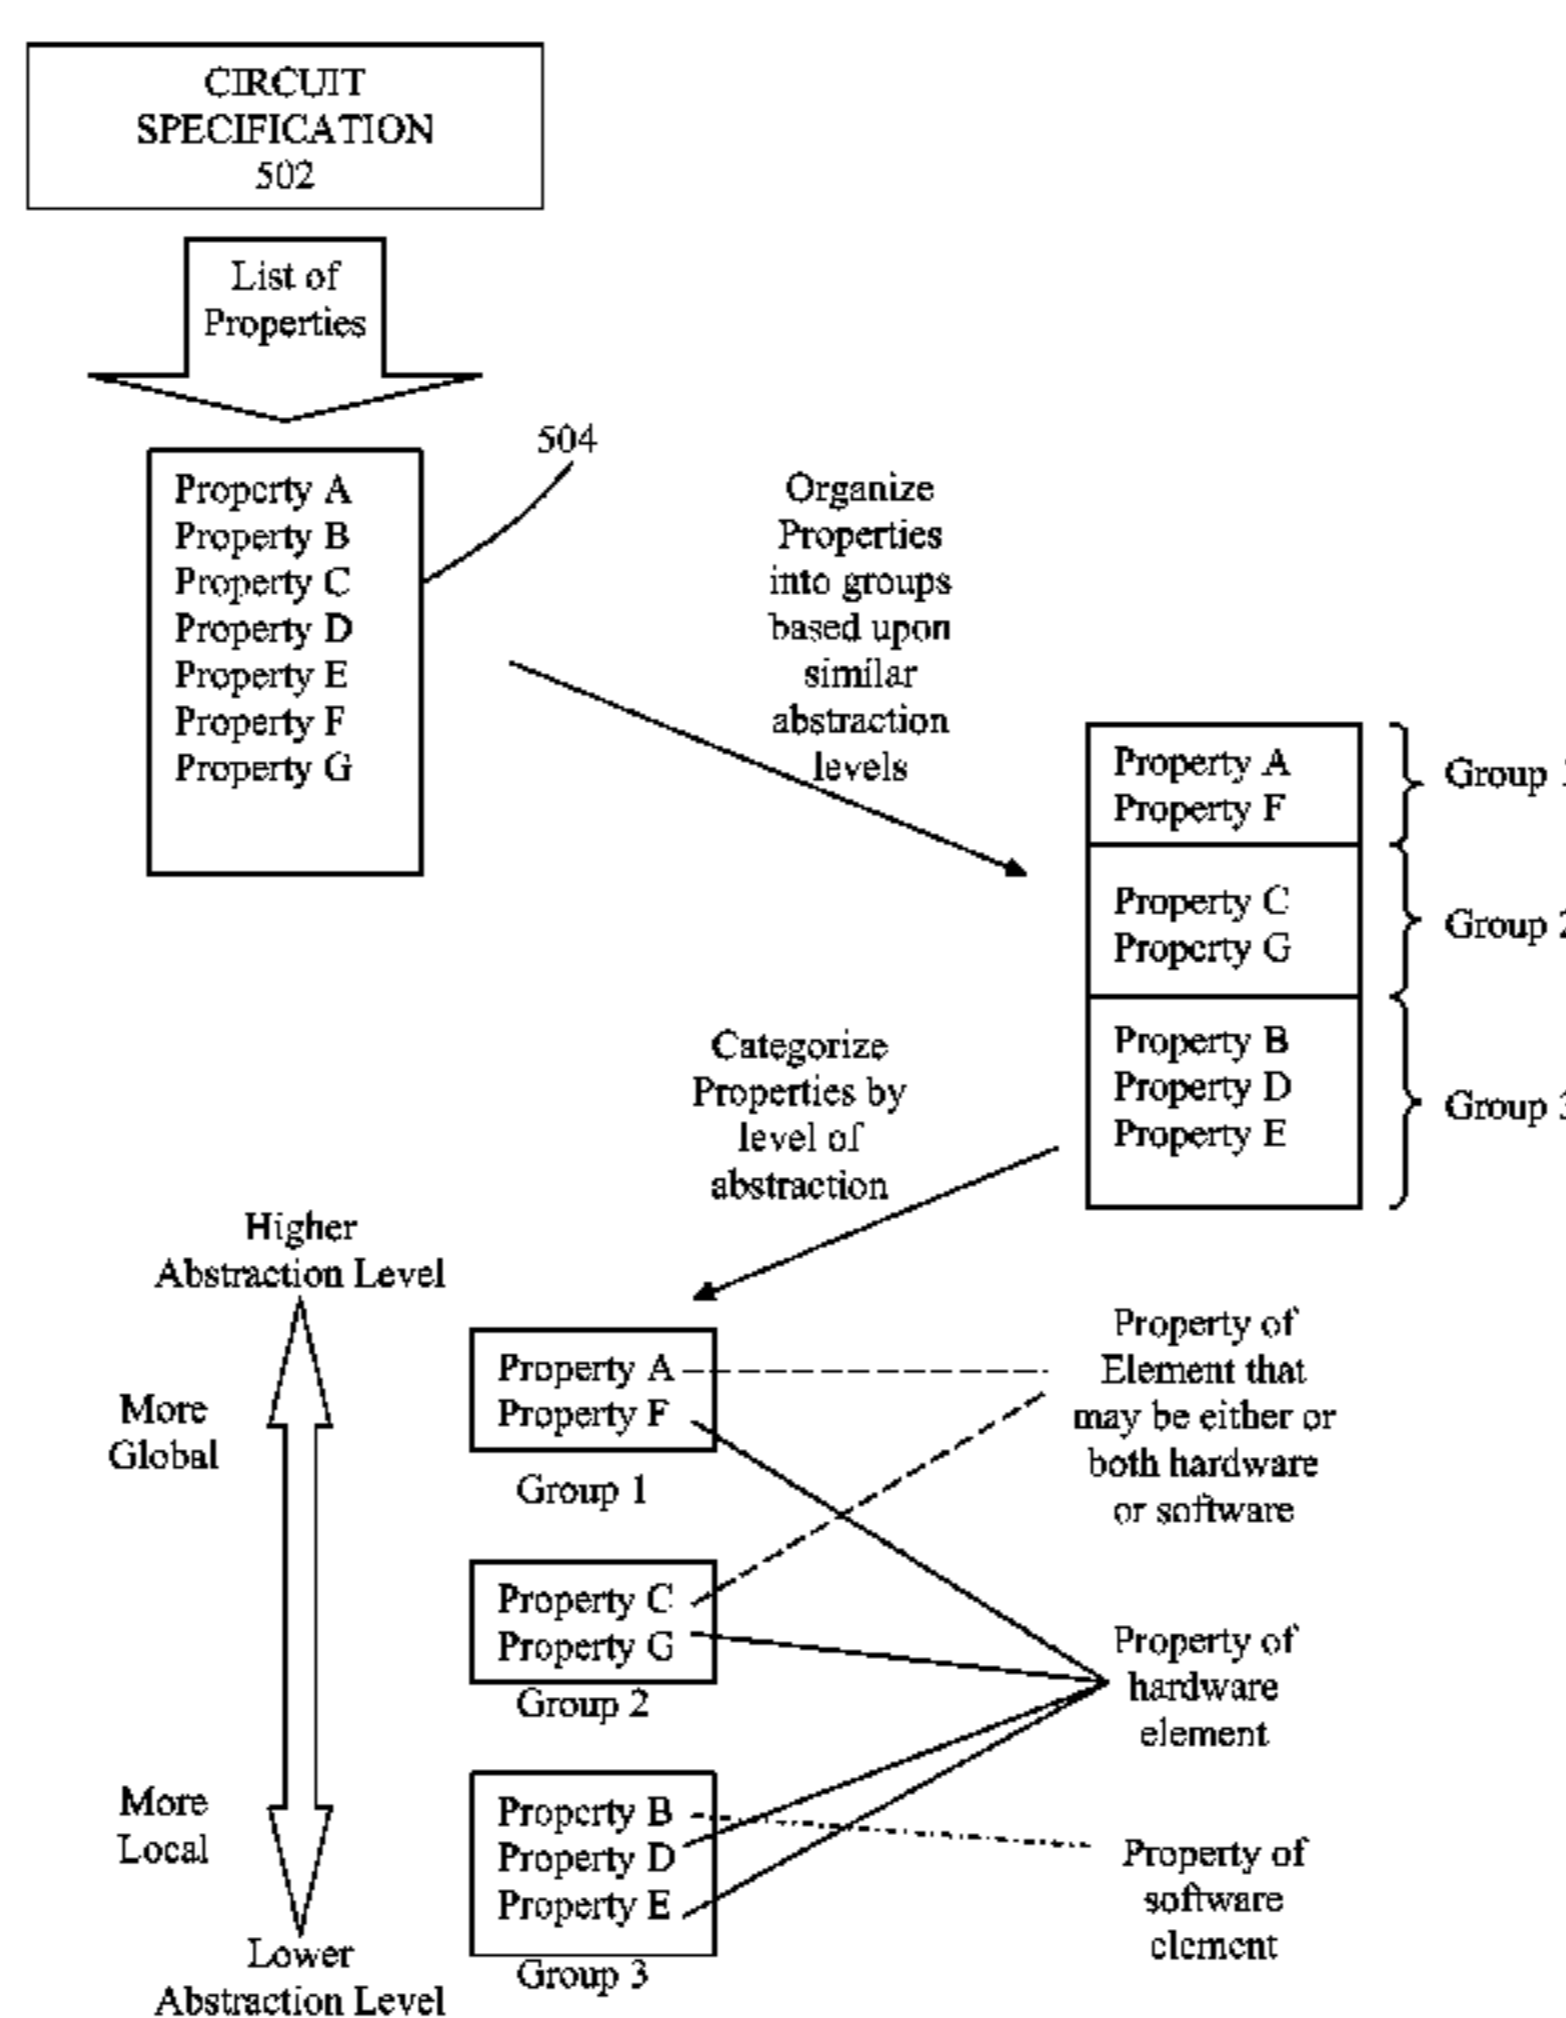 CIRCUIT
SPECIFICATION
502
List of
Properties
504
Property A
Property B
Property C
Property D
Property E
Property F
Property G
Organize
Properties
into groups
based upon
similar
abstraction
levels
Property A
Property F
Group
Property C
Property G
Group 2
Property B
Property D
Property E
Group 3
Categorize
Properties by
level of
abstraction
Higher
Abstraction Level
More
Global
More
Local
Lower
Abstraction Level
Property A
Property F
Group 1
Property C
Property G
Group 2
Property B
Property D
Property E
Group 3
Property of
Element that
may be either or
both hardware
or software
Property of
hardware
element
Property of
software
element